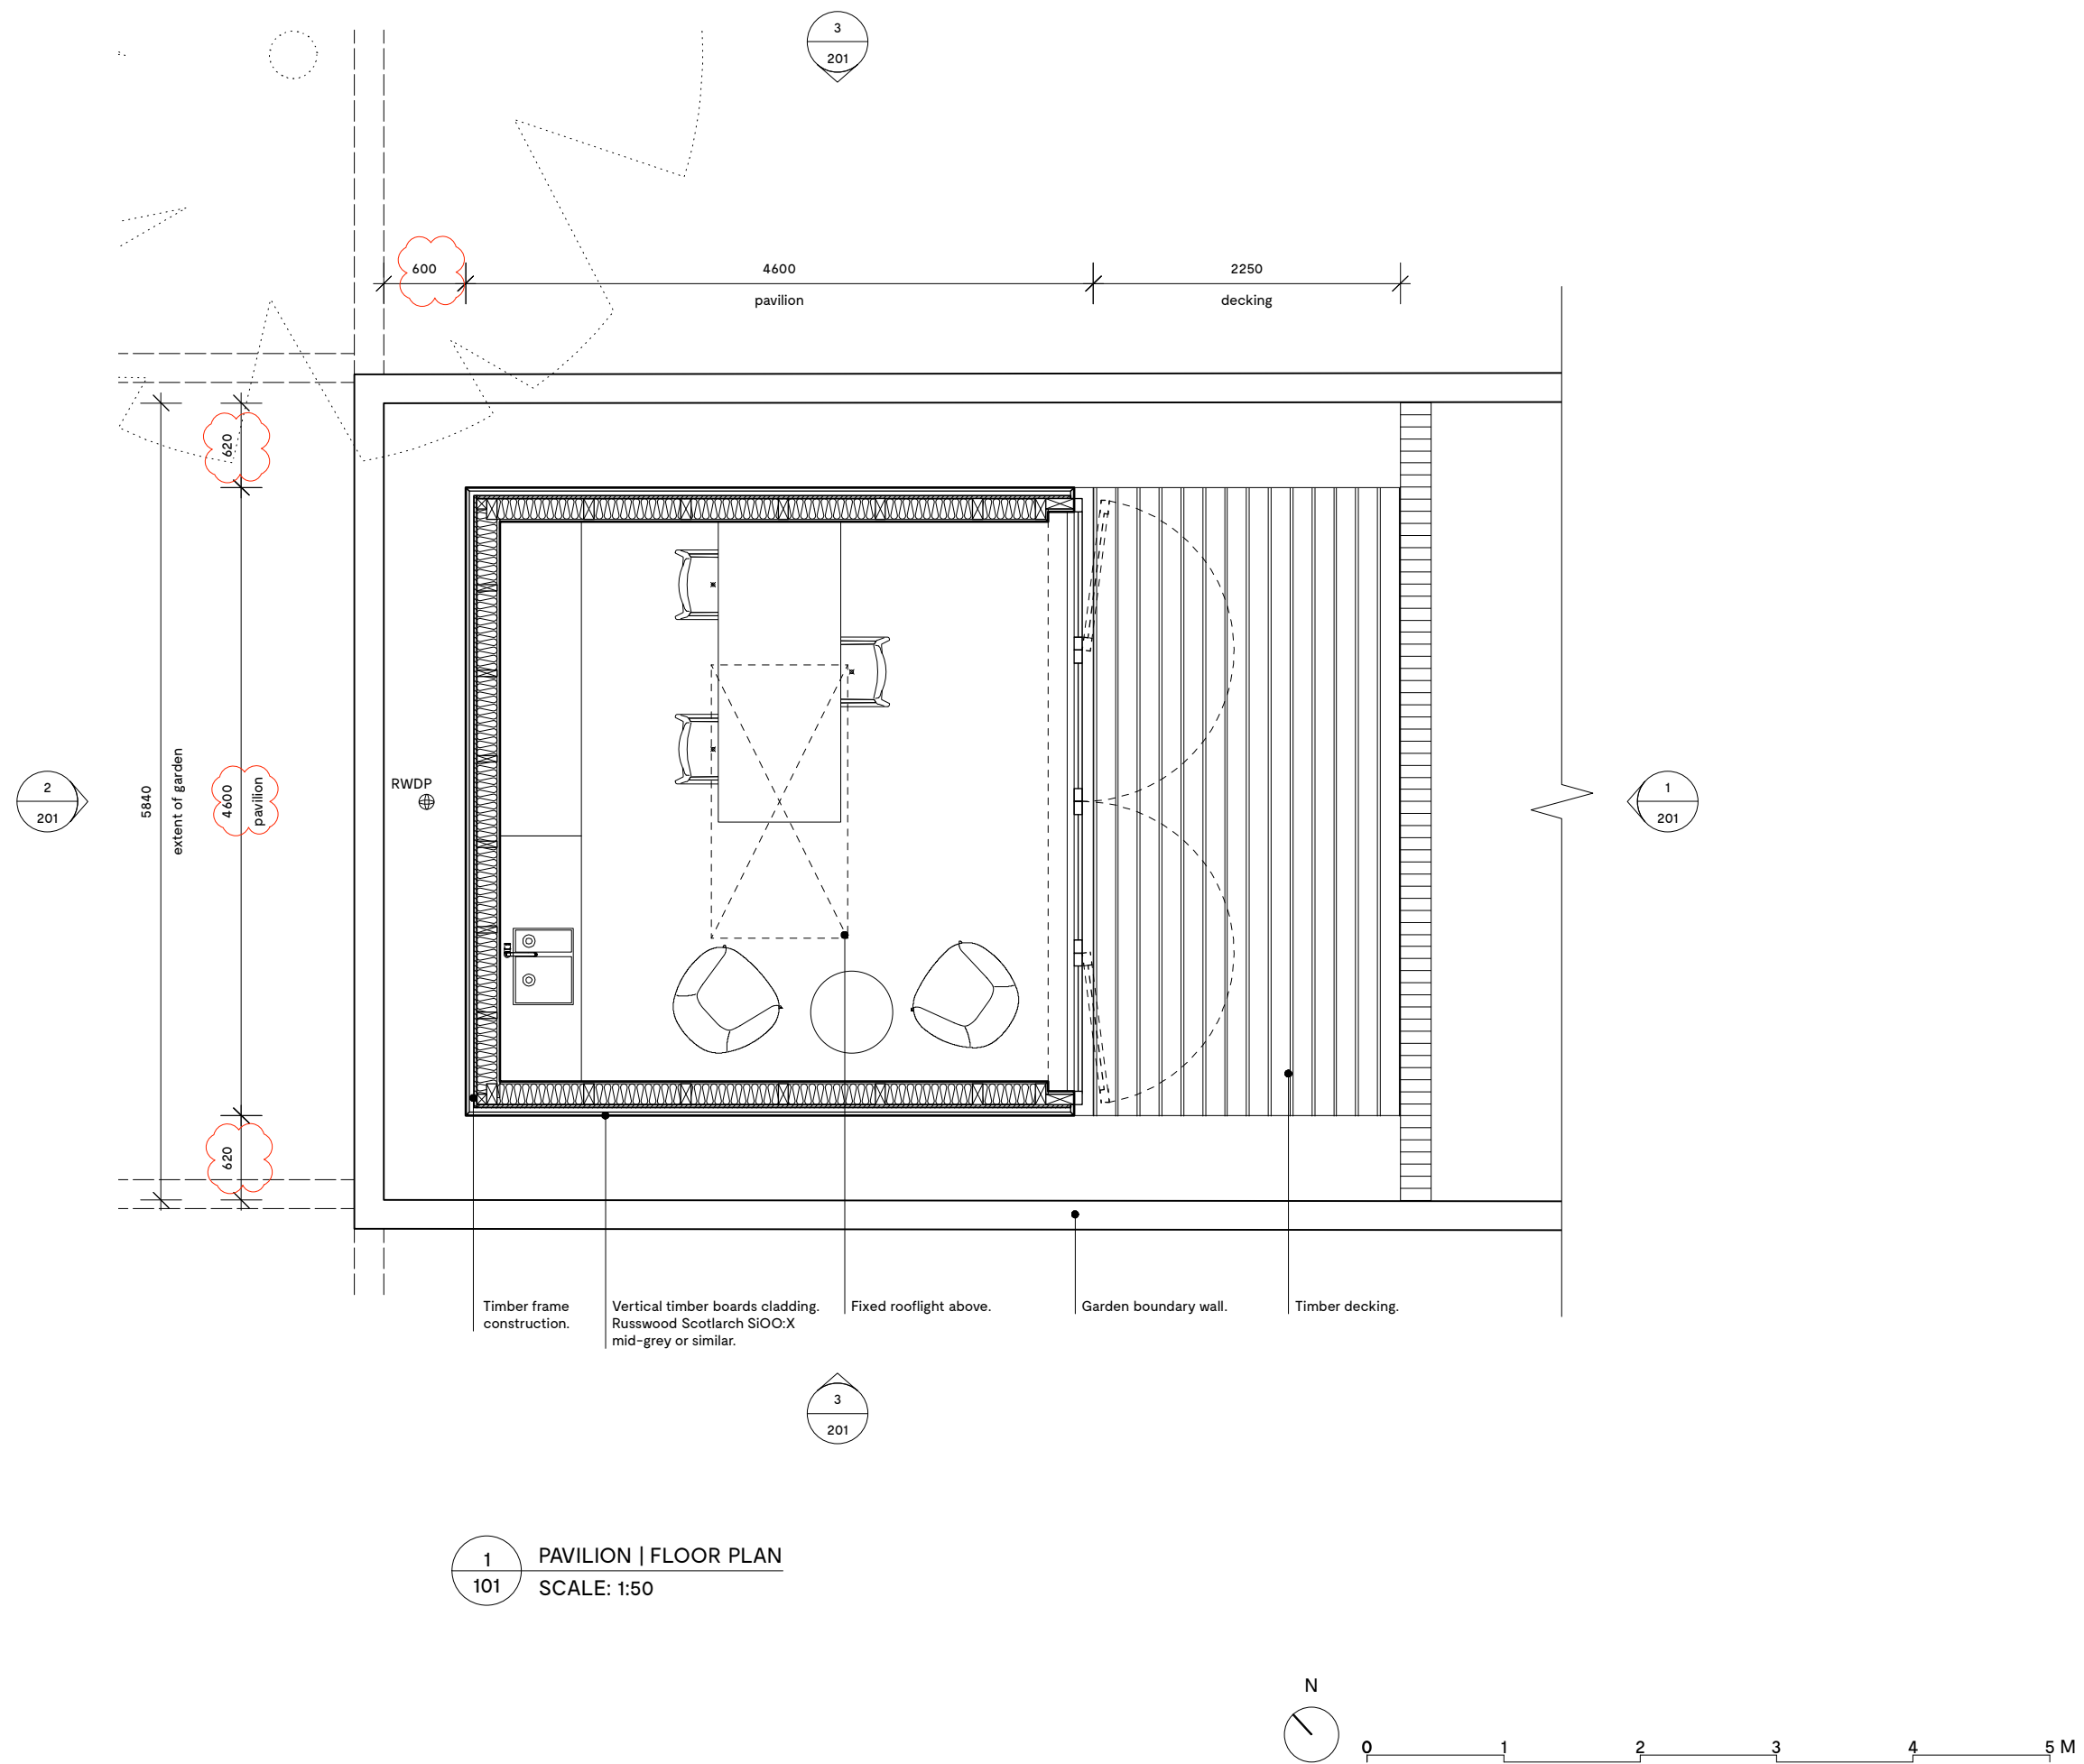 3
201
600
4600
2250
pavilion
decking
620
5840
extent of garden
4600
pavilion
RWDP
2
201
1
201
620
Timber frame
construction.
Vertical timber boards cladding.
Russwood Scotlarch SiOO:X
mid-grey or similar.
Fixed rooflight above.
Garden boundary wall.
Timber decking.
3
201
1
101
PAVILION | FLOOR PLAN
SCALE: 1:50
N
0 1 2 3 4 5 M